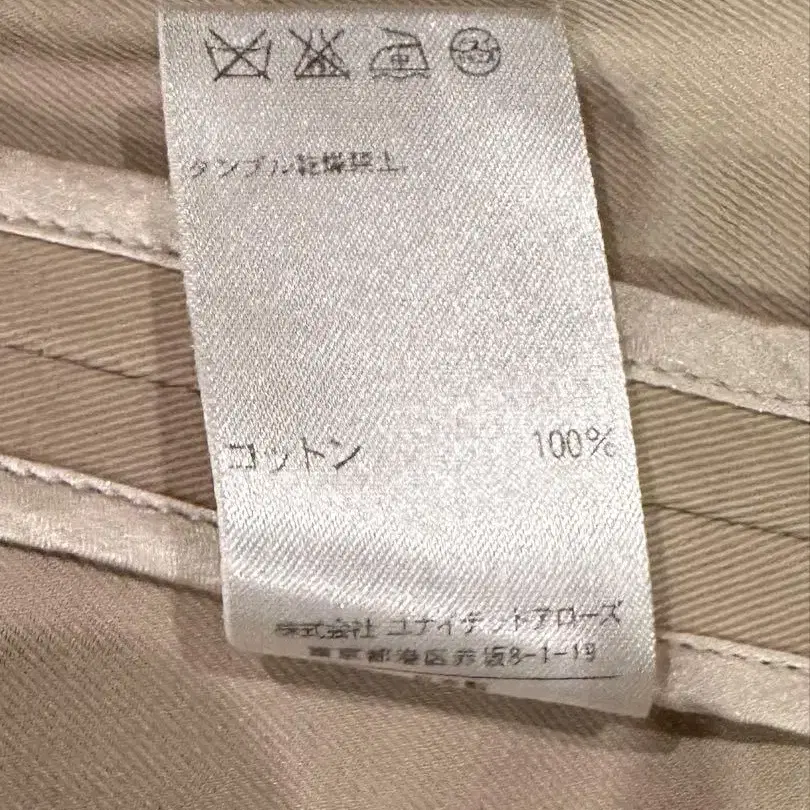 タンブル乾燥禁止
コットン 100%
株式会社 ユナイテッドアローズ
東京都港区赤坂8-1-19